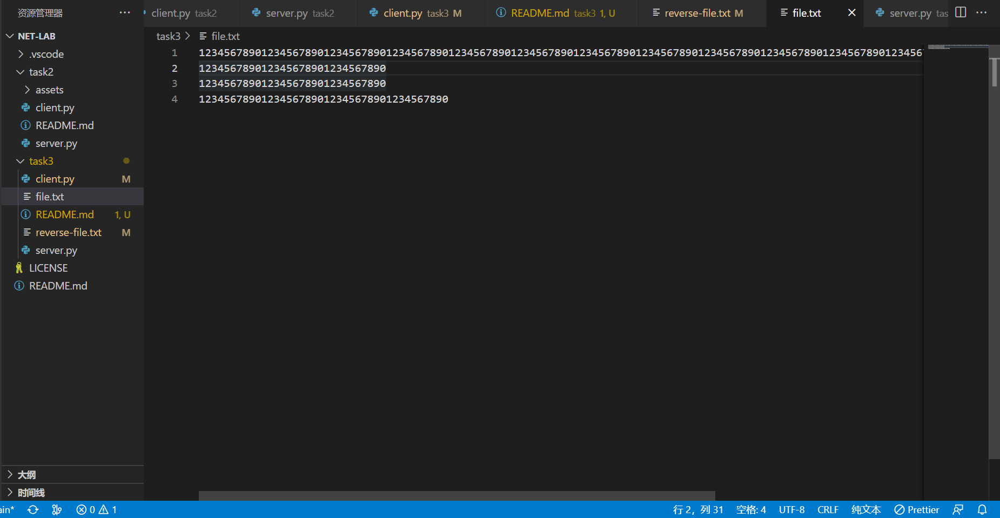 资源管理器 ···
client.py task2
server.py task2
client.py task3 M
README.md task3 1, U
reverse-file.txt M
file.txt
server.py tas
NET-LAB
.vscode
task2
assets
client.py
README.md
server.py
task3
client.py M
file.txt
README.md 1, U
reverse-file.txt M
server.py
LICENSE
README.md
大纲
时间线
task3 > file.txt
1 12345678901234567890123456789012345678901234567890123456789012345678901234567890123456789012345678901234567890123456
2 123456789012345678901234567890
3 123456789012345678901234567890
4 1234567890123456789012345678901234567890
ain* 0 1 行 2，列 31 空格: 4 UTF-8 CRLF 纯文本 Prettier